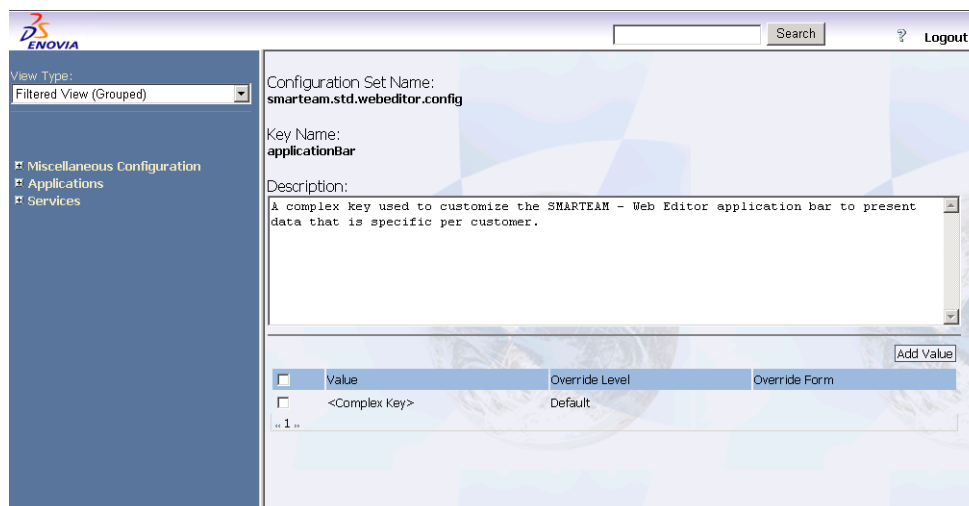 ENOVIA
Search
?
Logout
View Type:
Filtered View (Grouped)
Miscellaneous Configuration
Applications
Services
Configuration Set Name:
smarteam.std.webeditor.config
Key Name:
applicationBar
Description:
A complex key used to customize the SMARTEAM - Web Editor application bar to present
data that is specific per customer.
Add Value
Value Override Level Override Form
<Complex Key> Default
.. 1 ..